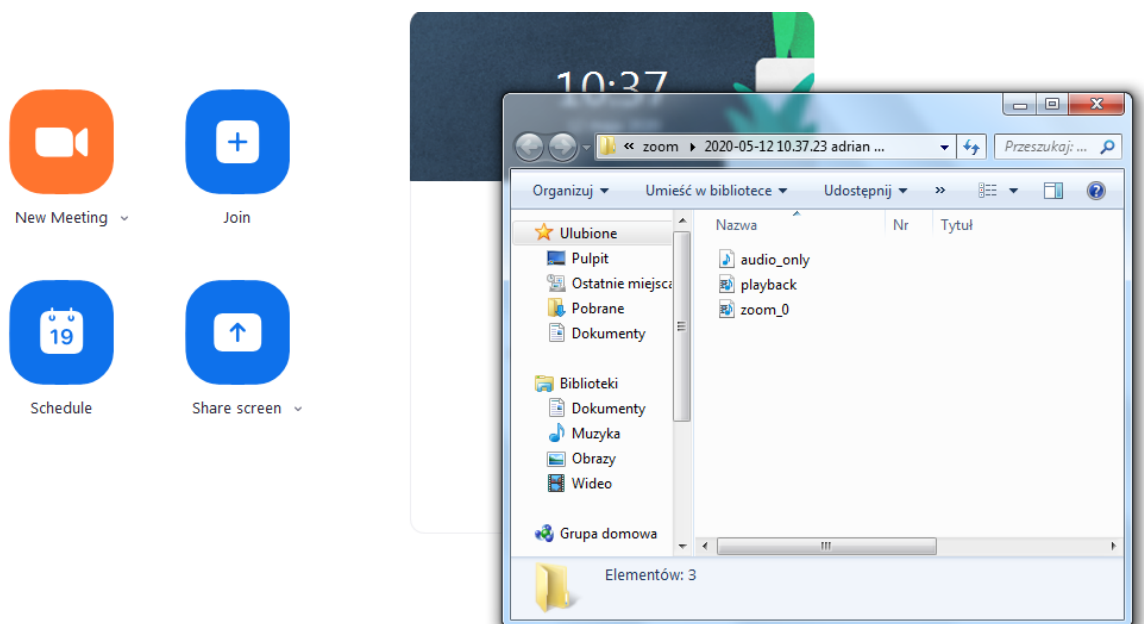 10:37
New Meeting
Join
19
Schedule
Share screen
« zoom ▸ 2020-05-12 10.37.23 adrian ...
Przeszukaj: ...
Organizuj
Umieść w bibliotece
Udostępnij
»
Nazwa
Nr
Tytuł
Ulubione
Pulpit
Ostatnie miejsca
Pobrane
Dokumenty
Biblioteki
Dokumenty
Muzyka
Obrazy
Wideo
Grupa domowa
audio_only
playback
zoom_0
Elementów: 3